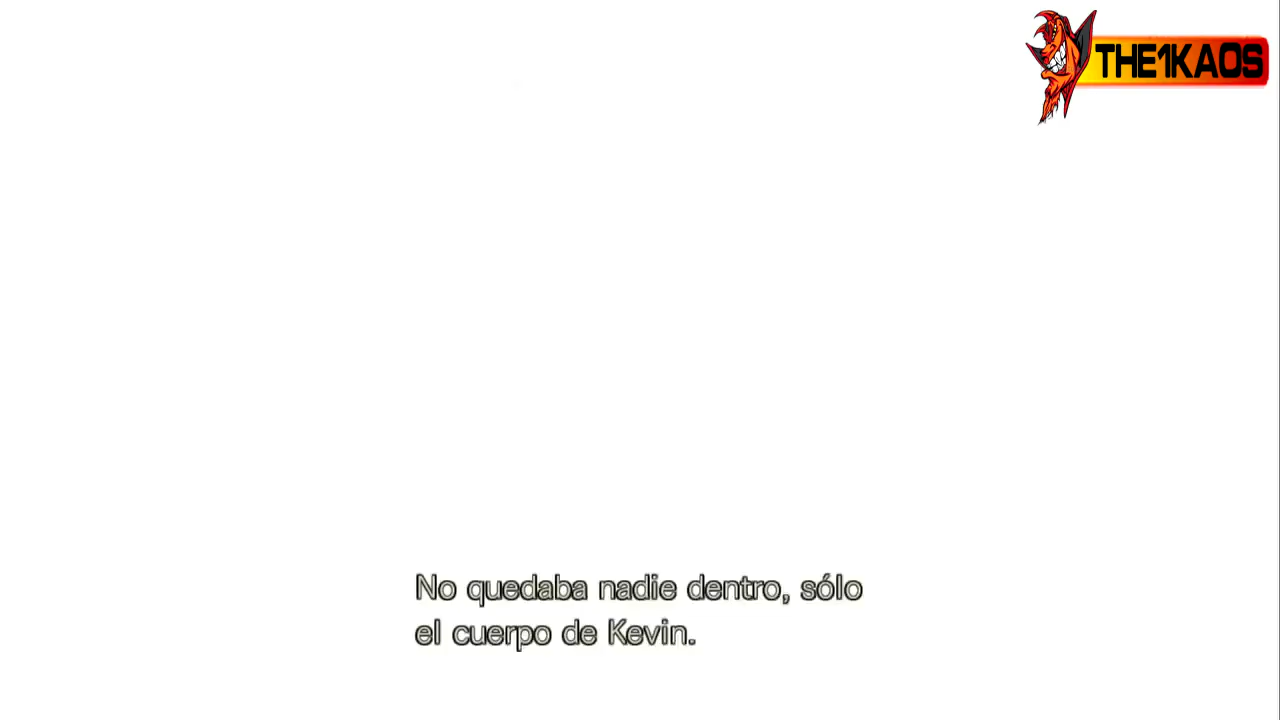 THE1KAOS
No quedaba nadie dentro, sólo
el cuerpo de Kevin.